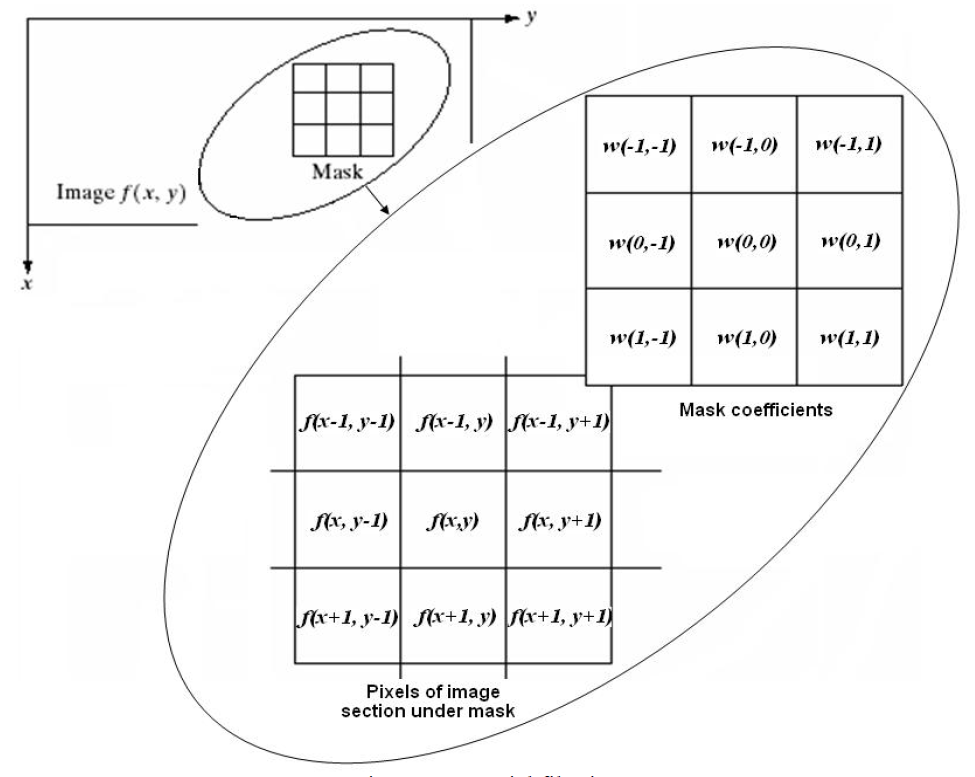 y
Mask
Image f(x, y)
x
w(-1,-1) w(-1,0) w(-1,1)
w(0,-1) w(0,0) w(0,1)
w(1,-1) w(1,0) w(1,1)
Mask coefficients
f(x-1, y-1) f(x-1, y) f(x-1, y+1)
f(x, y-1) f(x,y) f(x, y+1)
f(x+1, y-1) f(x+1, y) f(x+1, y+1)
Pixels of image
section under mask